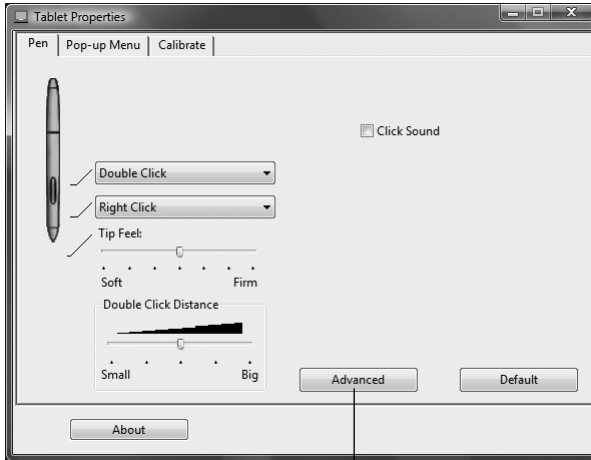 Tablet Properties
Pen Pop-up Menu Calibrate
Click Sound
Double Click
Right Click
Tip Feel:
Soft Firm
Double Click Distance
Small Big
Advanced Default
About